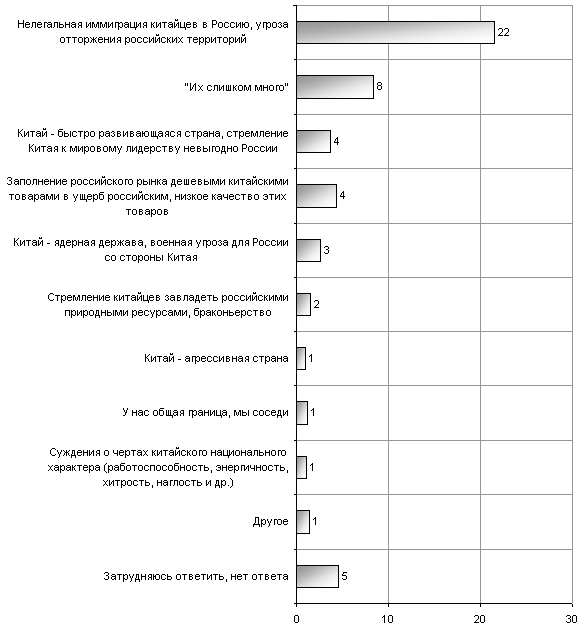 Нелегальная иммиграция китайцев в Россию, угроза
отторжения российских территорий
22
"Их слишком много"
8
Китай - быстро развивающаяся страна, стремление
Китая к мировому лидерству невыгодно России
4
Заполнение российского рынка дешевыми китайскими
товарами в ущерб российским, низкое качество этих
товаров
4
Китай - ядерная держава, военная угроза для России
со стороны Китая
3
Стремление китайцев завладеть российскими
природными ресурсами, браконьерство
2
Китай - агрессивная страна
1
У нас общая граница, мы соседи
1
Суждения о чертах китайского национального
характера (работоспособность, энергичность,
хитрость, наглость и др.)
1
Другое
1
Затрудняюсь ответить, нет ответа
5
0 10 20 30